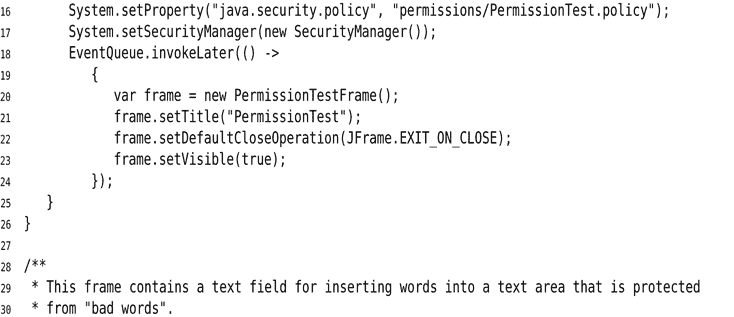 16 System.setProperty("java.security.policy", "permissions/PermissionTest.policy");
17 System.setSecurityManager(new SecurityManager());
18 EventQueue.invokeLater(() ->
19 {
20 var frame = new PermissionTestFrame();
21 frame.setTitle("PermissionTest");
22 frame.setDefaultCloseOperation(JFrame.EXIT_ON_CLOSE);
23 frame.setVisible(true);
24 });
25 }
26 }
27
28 /**
29 * This frame contains a text field for inserting words into a text area that is protected
30 * from "bad words".